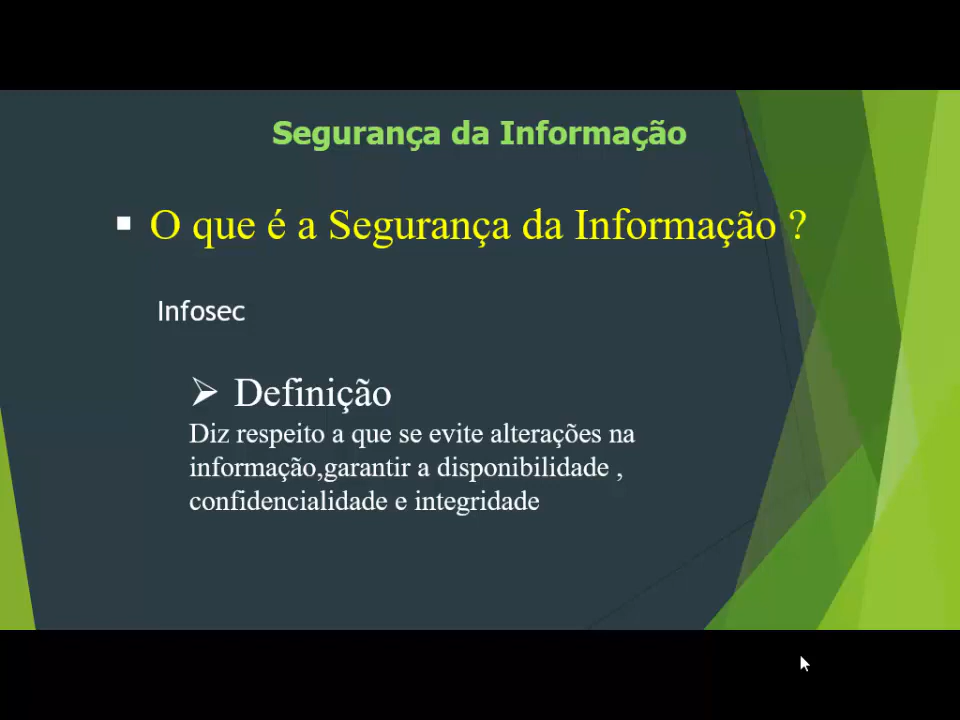 Segurança da Informação
O que é a Segurança da Informação ?
Infosec
Definição
Diz respeito a que se evite alterações na
informação,garantir a disponibilidade ,
confidencialidade e integridade